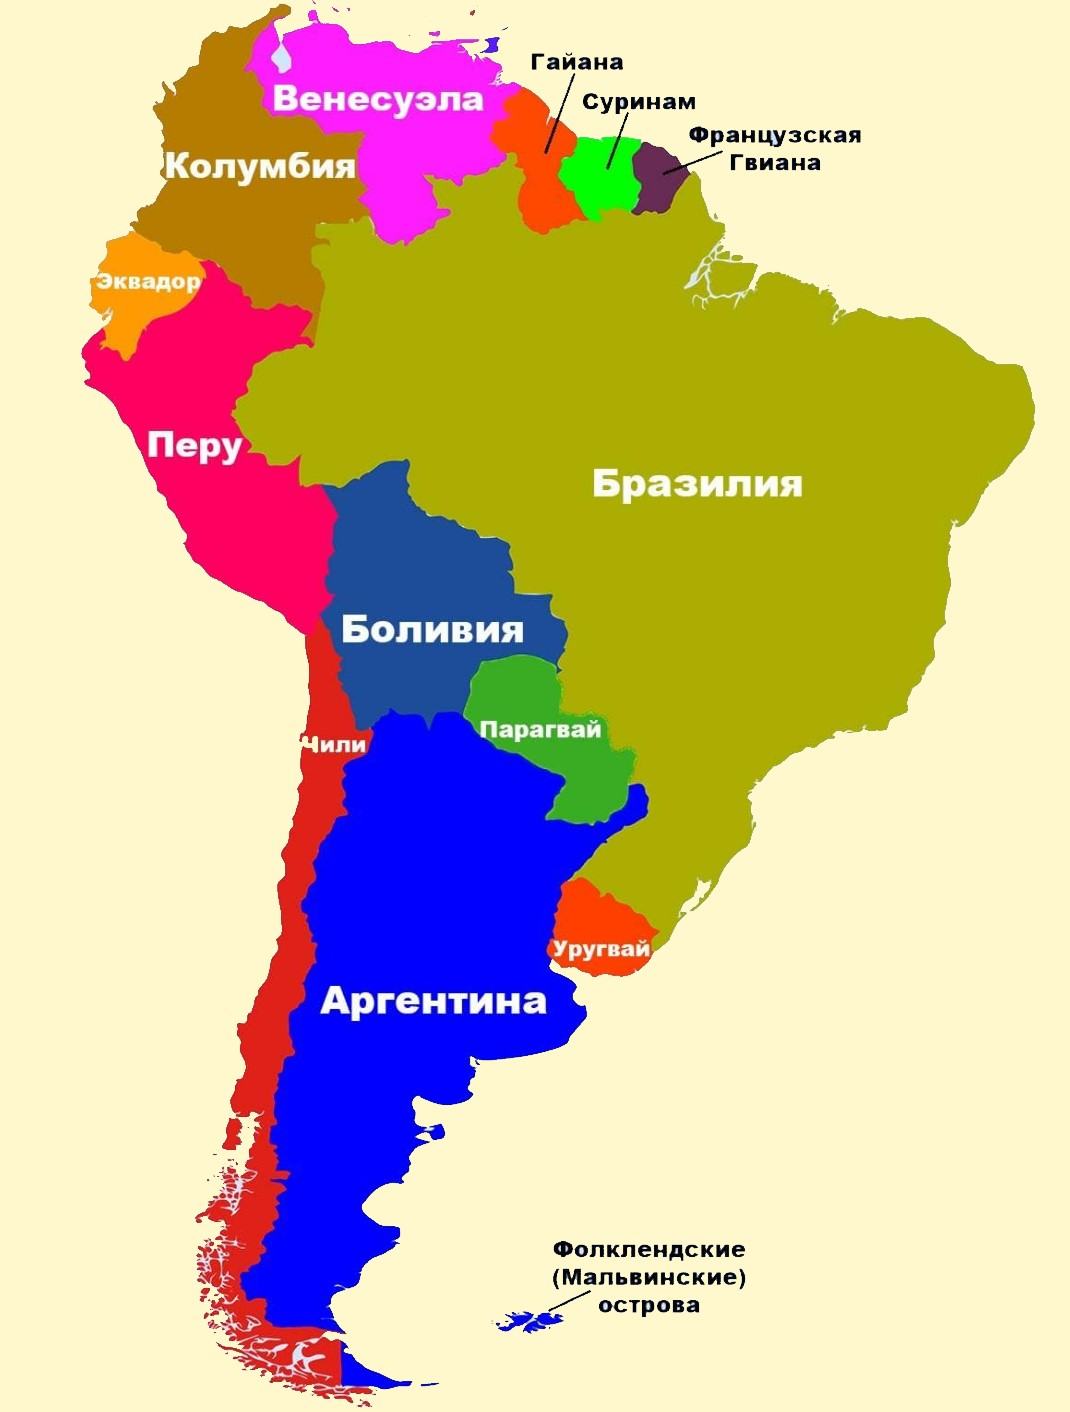 Гайана
Суринам
Венесуэла
Французская
Гвиана
Колумбия
Эквадор
Перу
Бразилия
Боливия
Парагвай
Чили
Уругвай
Аргентина
Фолклендские
(Мальвинские)
острова